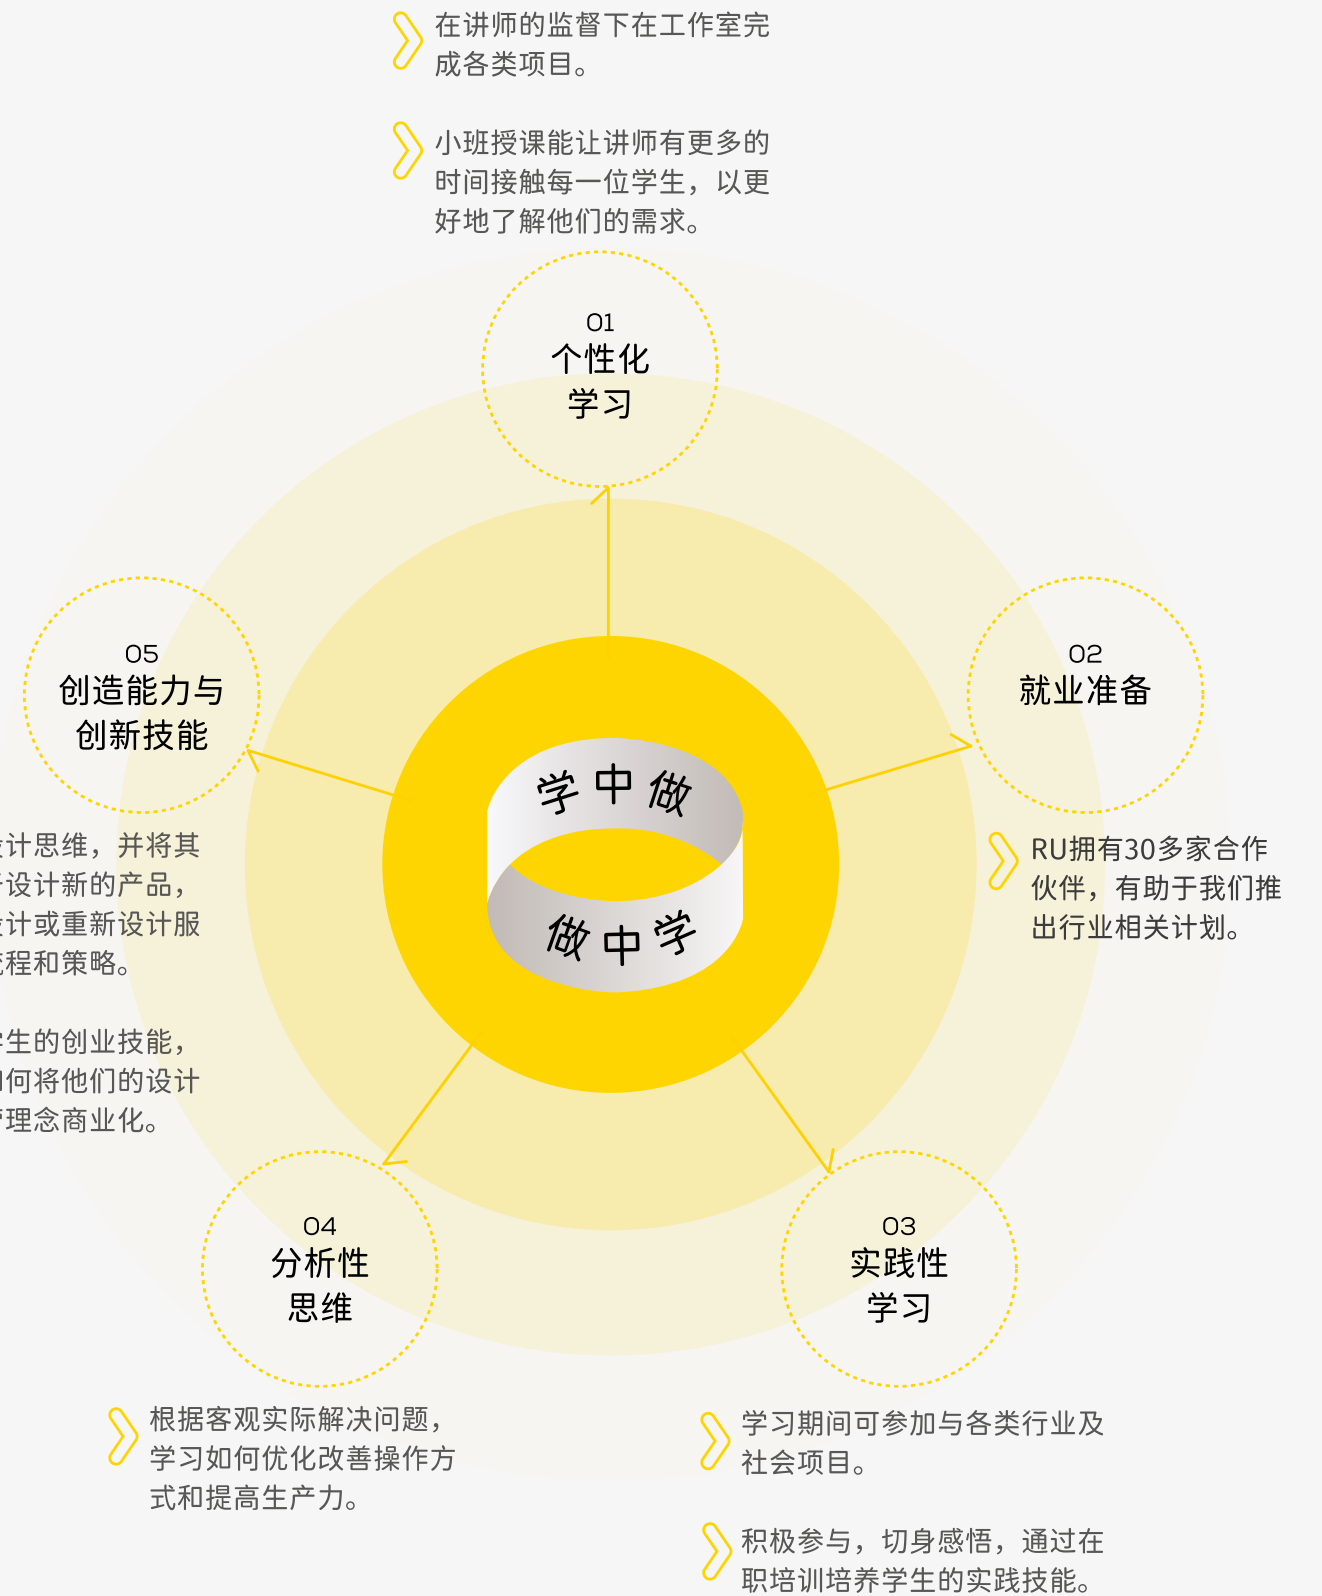 在讲师的监督下在工作室完
成各类项目。
小班授课能让讲师有更多的
时间接触每一位学生，以更
好地了解他们的需求。
01
个性化
学习
02
就业准备
RU拥有30多家合作
伙伴，有助于我们推
出行业相关计划。
05
创造能力与
创新技能
计思维，并将其
设计新的产品，
计或重新设计服
程和策略。
生的创业技能，
何将他们的设计
理念商业化。
学中做
做中学
04
分析性
思维
根据客观实际解决问题，
学习如何优化改善操作方
式和提高生产力。
03
实践性
学习
学习期间可参加与各类行业及
社会项目。
积极参与，切身感悟，通过在
职培训培养学生的实践技能。